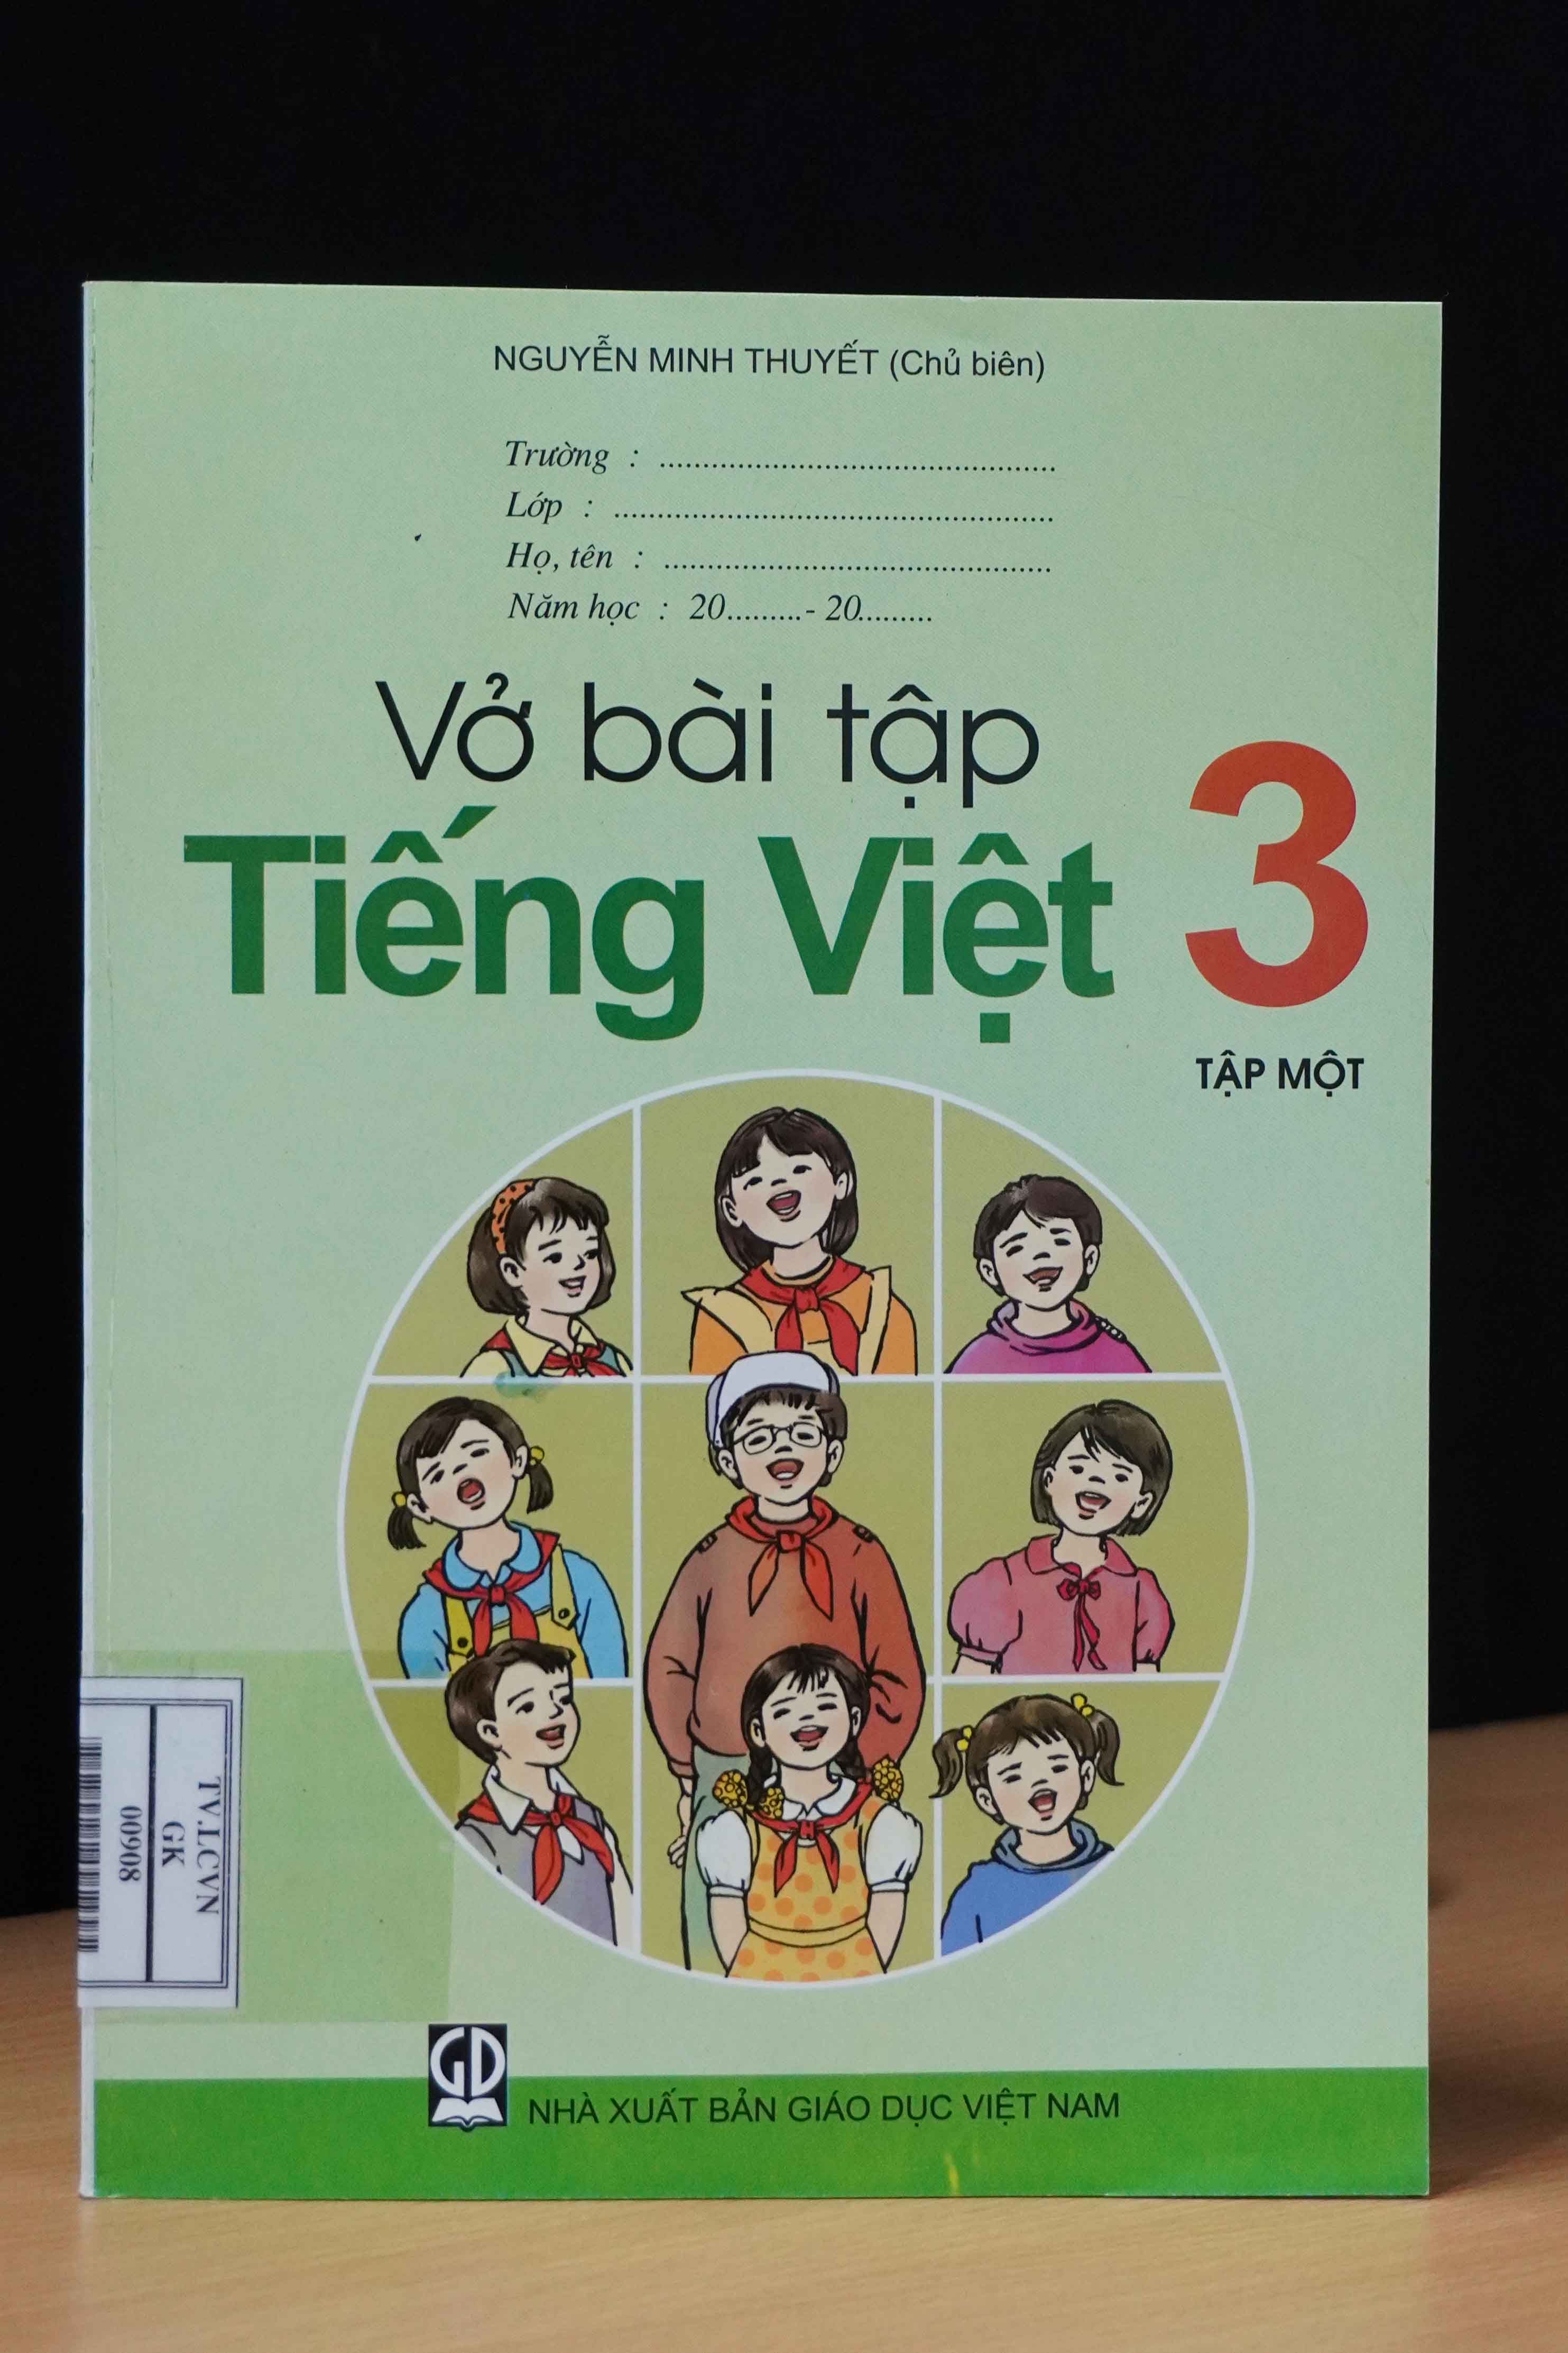 NGUYỄN MINH THUYẾT (Chủ biên)
Trường : ..............................................
Lớp : ...................................................
Họ, tên : .............................................
Năm học : 20.........- 20.........
Vở bài tập
Tiếng Việt 3
TẬP MỘT
TV.LCVN
GK
00908
GD
NHÀ XUẤT BẢN GIÁO DỤC VIỆT NAM